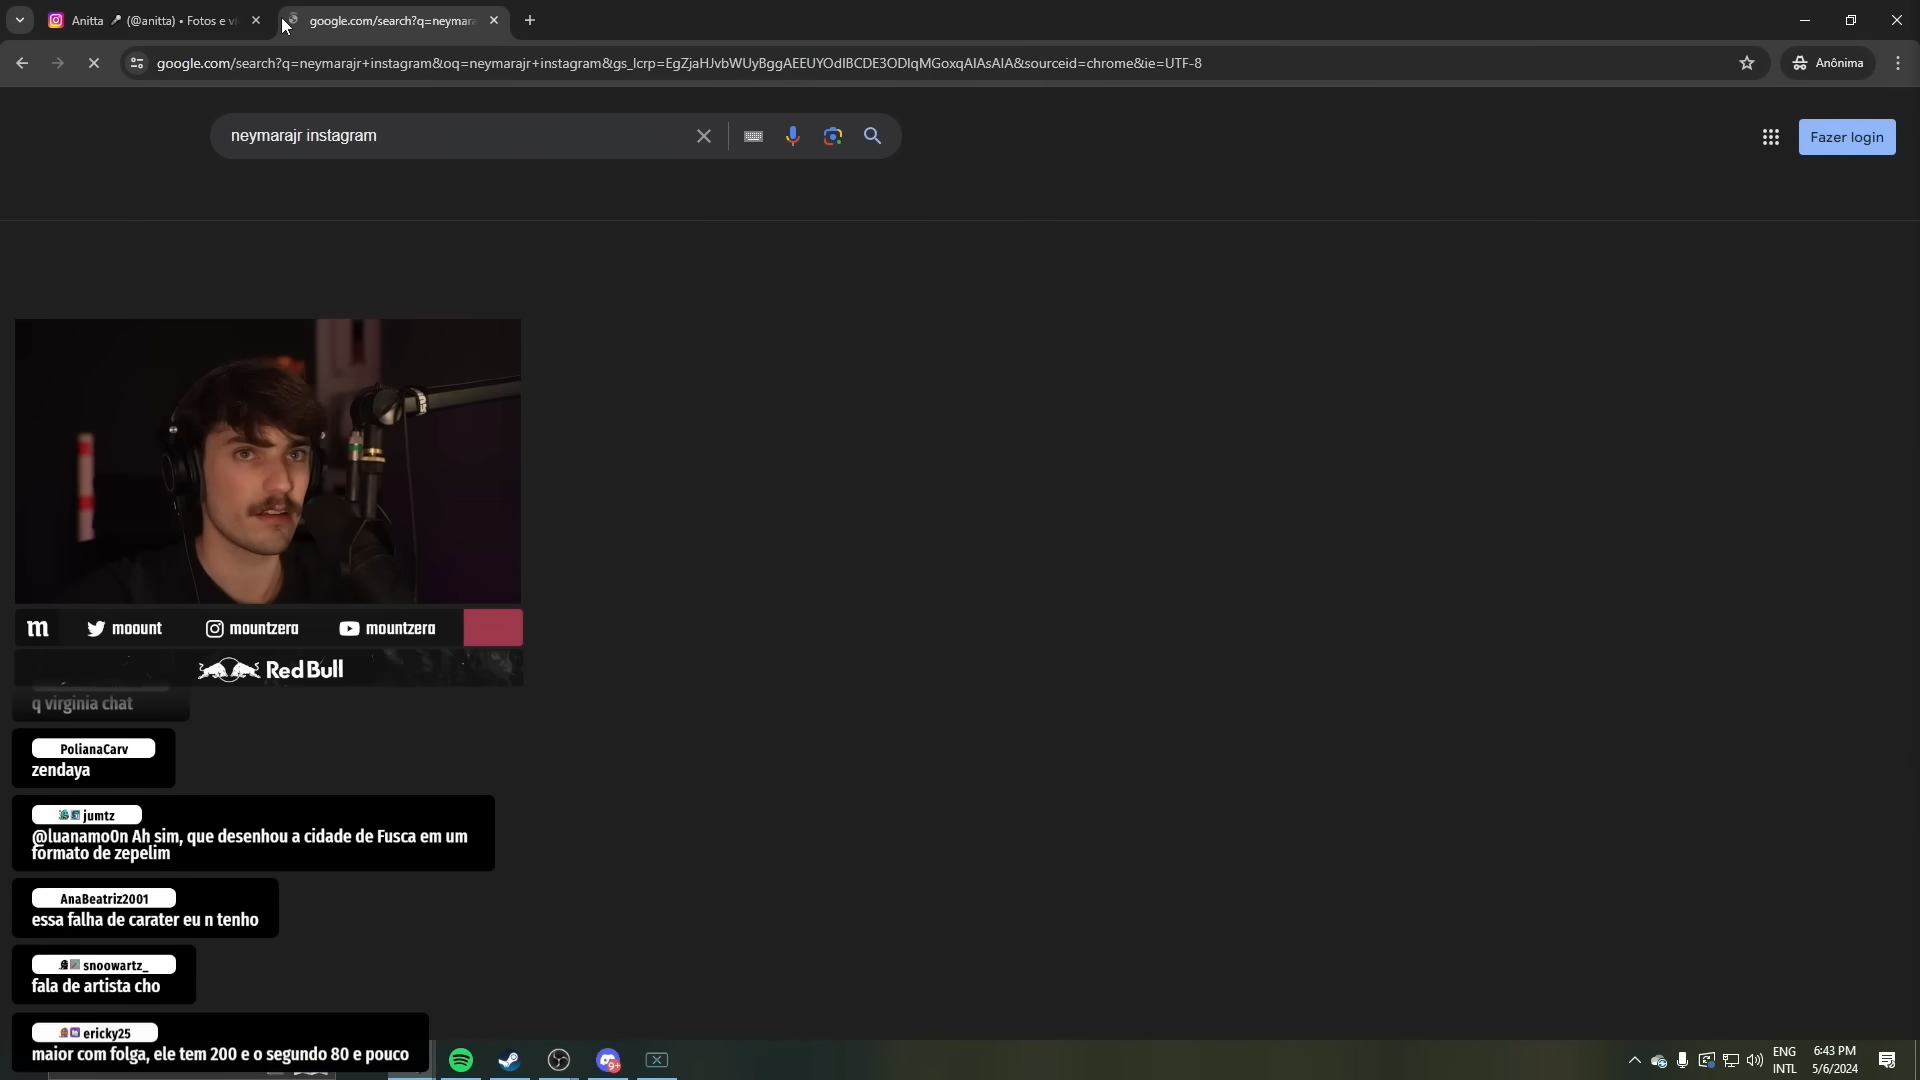 Anitta 🎤 (@anitta) • Fotos e ví
google.com/search?q=neymara
google.com/search?q=neymarajr+instagram&oq=neymarajr+instagram&gs_lcrp=EgZjaHJvbWUyBggAEEUYOdIBCDE3ODlqMGoxqAIAsAIA&sourceid=chrome&ie=UTF-8
Anônima
neymarajr instagram
Fazer login
m moount mountzera mountzera
Red Bull
q virginia chat
PolianaCarv
zendaya
jumtz
@luanamo0n Ah sim, que desenhou a cidade de Fusca em um
formato de zepelim
AnaBeatriz2001
essa falha de carater eu n tenho
snoowartz_
fala de artista cho
ericky25
maior com folga, ele tem 200 e o segundo 80 e pouco
9+
ENG
INTL
6:43 PM
5/6/2024